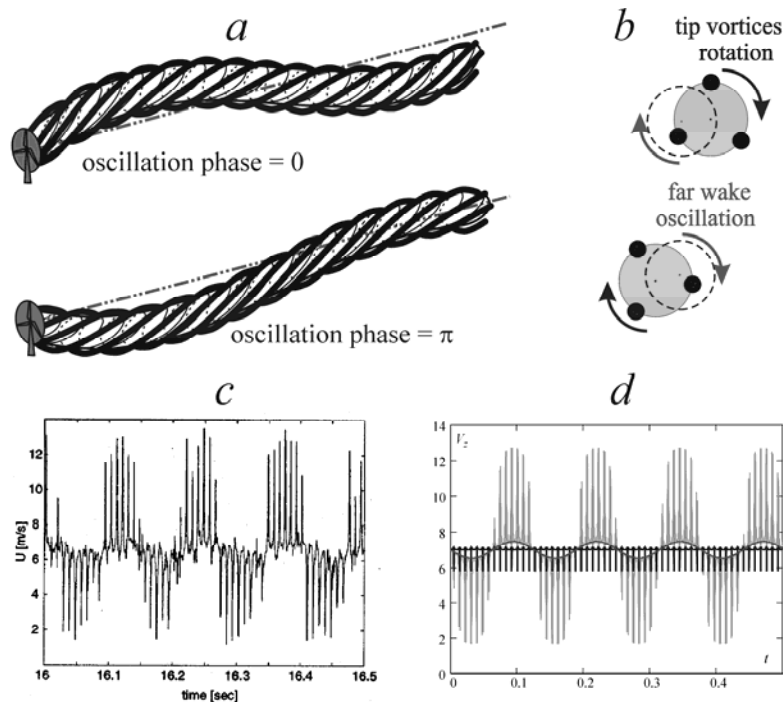 a
oscillation phase = 0
oscillation phase = π
b
tip vortices
rotation
far wake
oscillation
c
U [m/s]
12
10
8
6
4
2
16
16.1
16.2
16.3
16.4
16.5
time [sec]
d
V_z
14
12
10
8
6
4
2
0
0
0.1
0.2
0.3
0.4
t